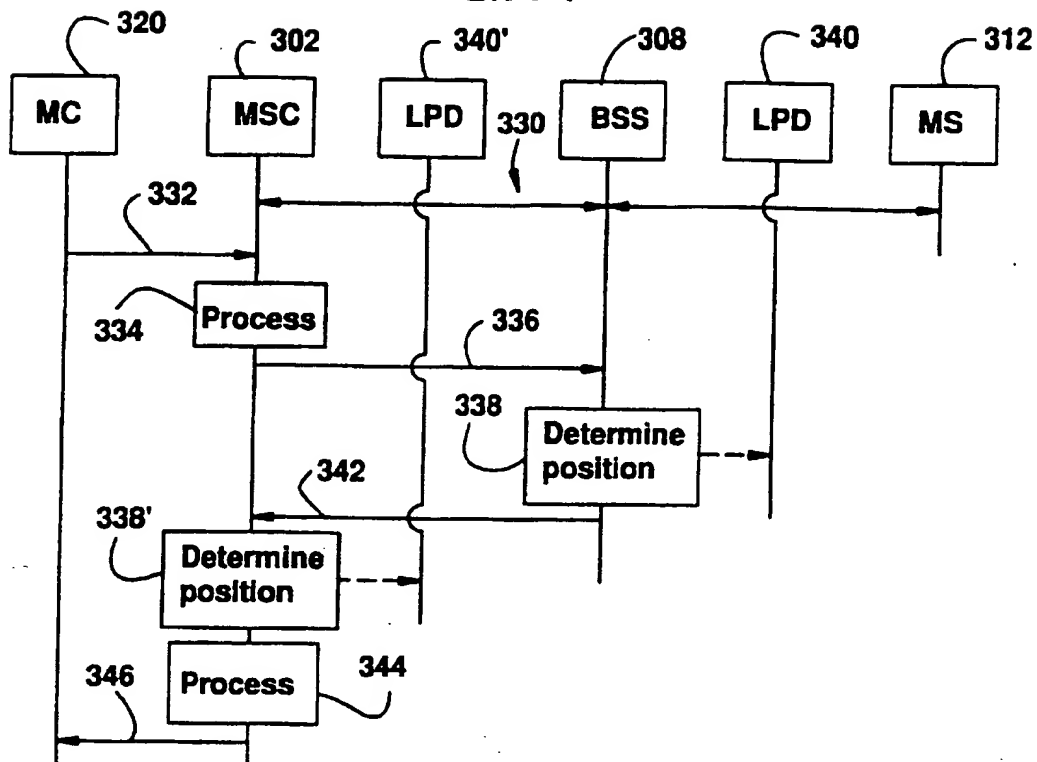 320
302
340'
308
340
312
MC
MSC
LPD
330
BSS
LPD
MS
332
334
Process
336
338
Determine
position
342
338'
Determine
position
346
Process
344